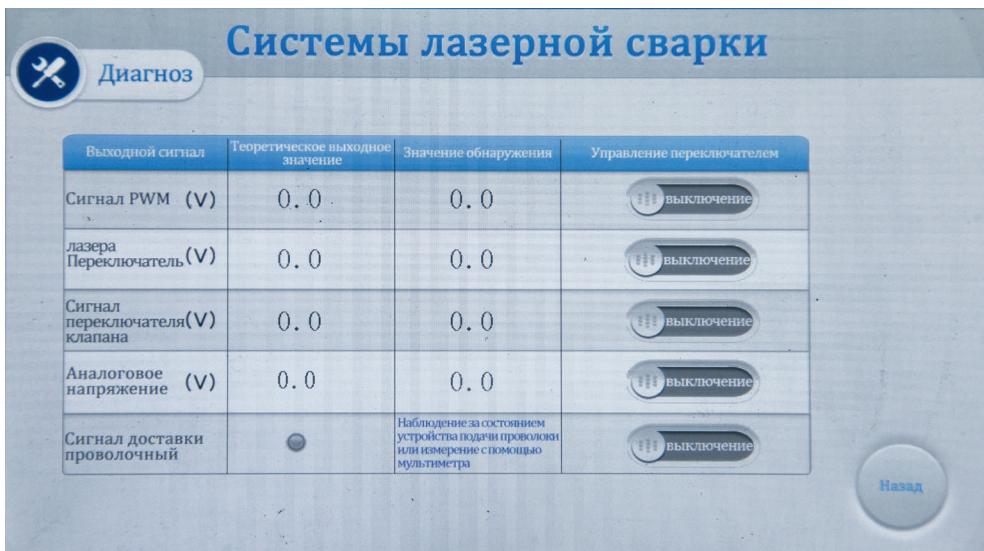 Системы лазерной сварки
Диагноз
Выходной сигнал
Теоретическое выходное
значение
Значение обнаружения
Управление переключателем
Сигнал PWM (V)
0.0
0.0
выключение
лазера
Переключатель (V)
0.0
0.0
выключение
Сигнал
переключателя (V)
клапана
0.0
0.0
выключение
Аналоговое
напряжение (V)
0.0
0.0
выключение
Сигнал доставки
проволочный
Наблюдение за состоянием
устройства подачи проволоки
или измерение с помощью
мультиметра
выключение
Назад